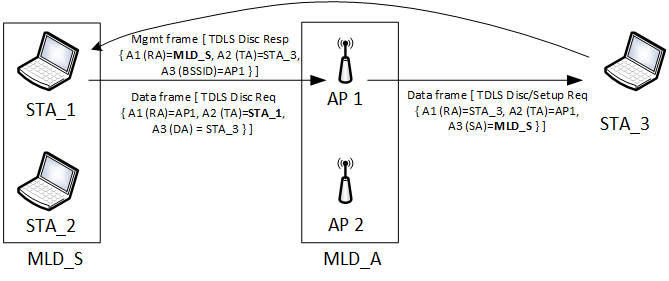 Mgmt frame [ TDLS Disc Resp
{ A1 (RA)=MLD_S, A2 (TA)=STA_3,
A3 (BSSID)=AP1 } ]
Data frame [ TDLS Disc Req
{ A1 (RA)=AP1, A2 (TA)=STA_1,
A3 (DA) = STA_3 } ]
Data frame [ TDLS Disc/Setup Req
{ A1 (RA)=STA_3, A2 (TA)=AP1,
A3 (SA)=MLD_S } ]
STA_1
AP 1
STA_3
STA_2
AP 2
MLD_S
MLD_A